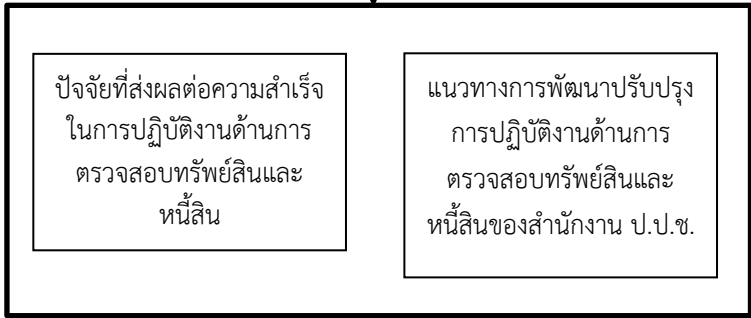 ปัจจัยที่ส่งผลต่อความสำเร็จ
ในการปฏิบัติงานด้านการ
ตรวจสอบทรัพย์สินและ
หนี้สิน
แนวทางการพัฒนาปรับปรุง
การปฏิบัติงานด้านการ
ตรวจสอบทรัพย์สินและ
หนี้สินของสำนักงาน ป.ป.ช.